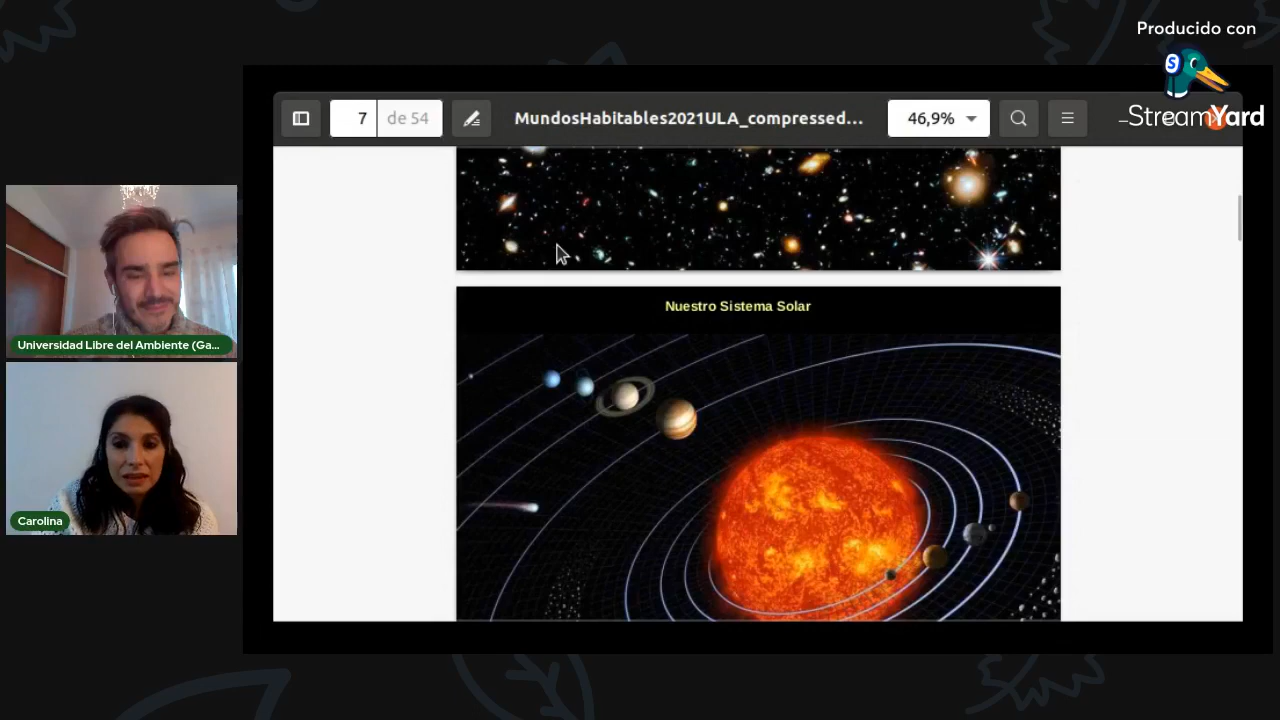 Producido con
StreamYard
7 de 54
MundosHabitables2021ULA_compressed...
46,9%
Nuestro Sistema Solar
Universidad Libre del Ambiente (Ga...
Carolina